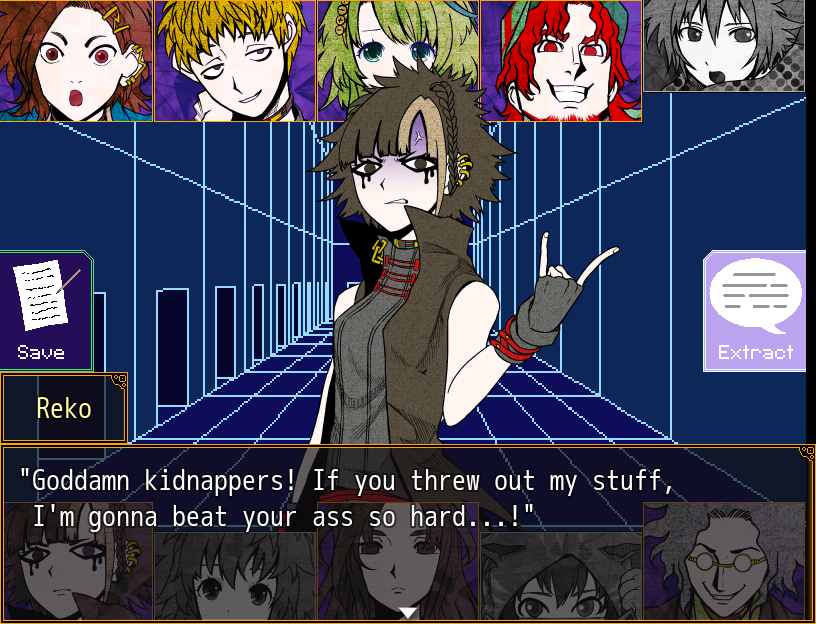 Save
Extract
Reko
"Goddamn kidnappers! If you threw out my stuff,
I'm gonna beat your ass so hard...!"